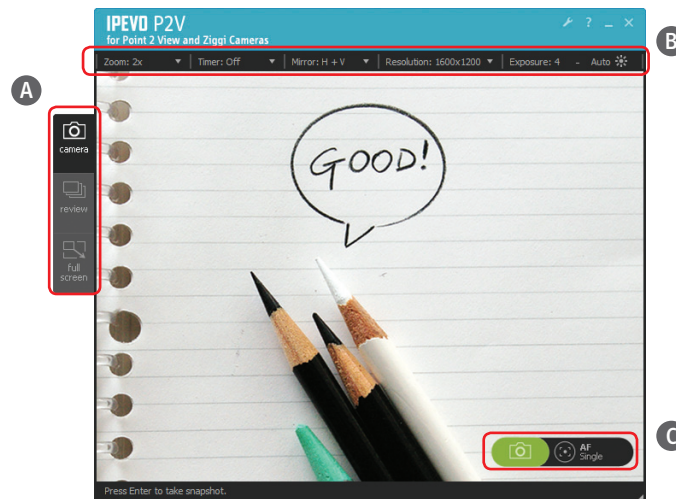 IPEVO P2V
for Point 2 View and Ziggi Cameras
Zoom: 2x Timer: Off Mirror: H + V Resolution: 1600x1200 Exposure: 4 - Auto
B
A
camera
review
full
screen
GOOD!
C
AF
Single
Press Enter to take snapshot.